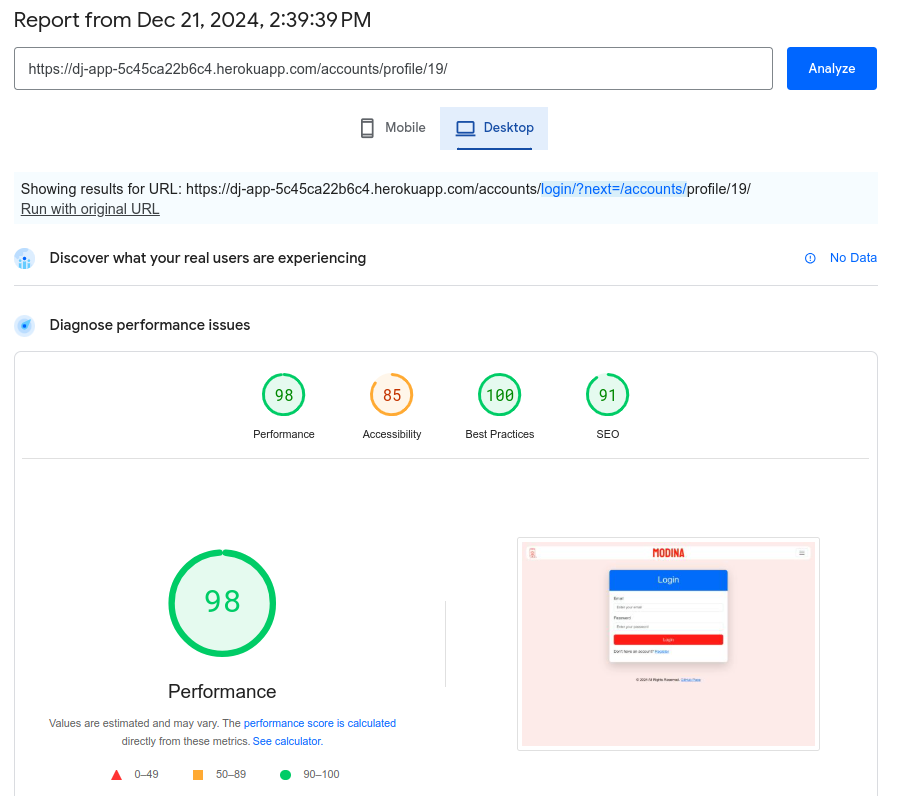 Report from Dec 21, 2024, 2:39:39 PM
https://dj-app-5c45ca22b6c4.herokuapp.com/accounts/profile/19/
Analyze
Mobile
Desktop
Showing results for URL: https://dj-app-5c45ca22b6c4.herokuapp.com/accounts/login/?next=/accounts/profile/19/
Run with original URL
Discover what your real users are experiencing
No Data
Diagnose performance issues
98
85
100
91
Performance
Accessibility
Best Practices
SEO
98
Performance
Values are estimated and may vary. The performance score is calculated
directly from these metrics. See calculator.
0–49
50–89
90–100
MODINA
Login
Email
Enter your email
Password
Enter your password
Login
Don't have an account? Register
Rights Reserved.